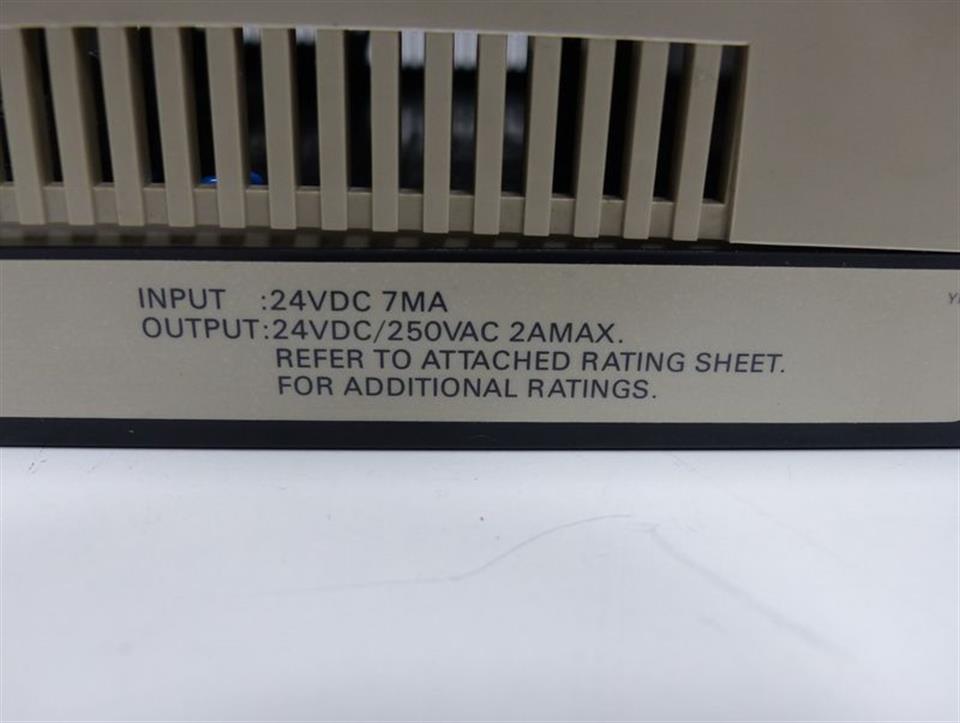 INPUT :24VDC 7MA
OUTPUT:24VDC/250VAC 2AMAX.
REFER TO ATTACHED RATING SHEET.
FOR ADDITIONAL RATINGS.